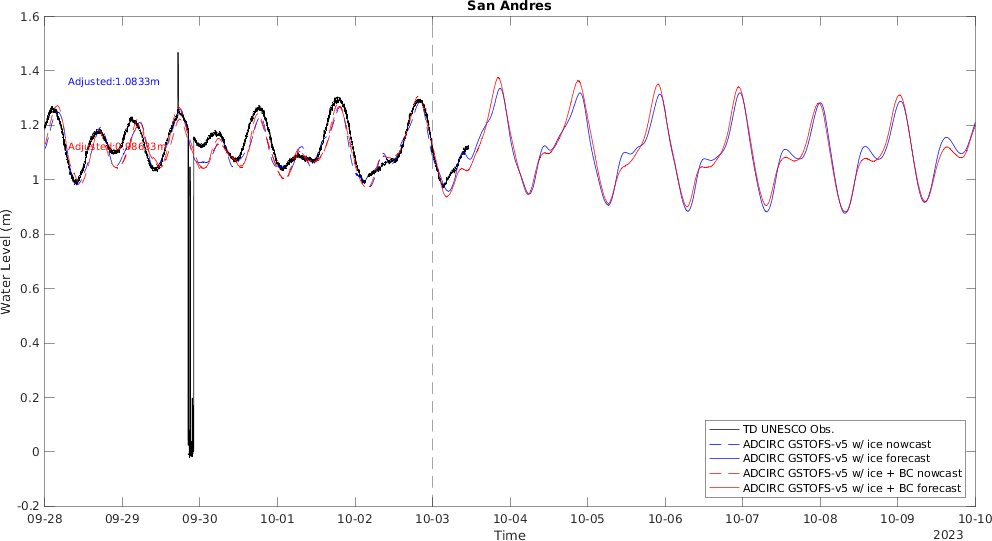 San Andres
Water Level (m)
1.6
1.4
1.2
1
0.8
0.6
0.4
0.2
0
-0.2
Adjusted:1.0833m
TD UNESCO Obs.
ADCIRC GSTOFS-v5 w/ ice nowcast
ADCIRC GSTOFS-v5 w/ ice forecast
ADCIRC GSTOFS-v5 w/ ice + BC nowcast
ADCIRC GSTOFS-v5 w/ ice + BC forecast
09-28 09-29 09-30 10-01 10-02 10-03 10-04 10-05 10-06 10-07 10-08 10-09 10-10
Time
2023